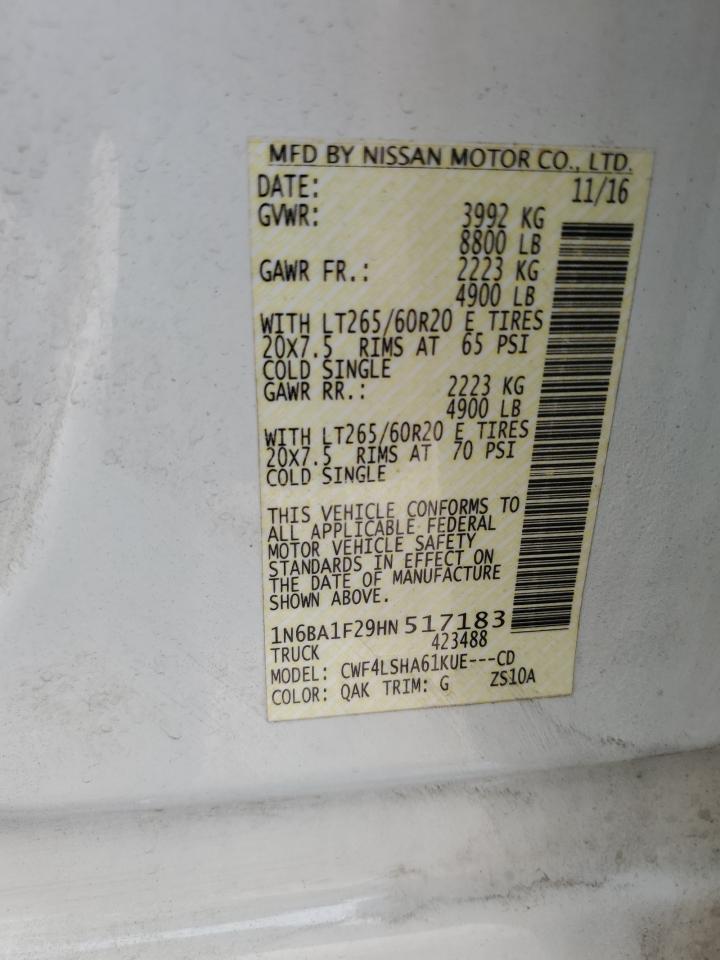 MFD BY NISSAN MOTOR CO., LTD.
DATE: 11/16
GVWR: 3992 KG
8800 LB
GAWR FR.: 2223 KG
4900 LB
WITH LT265/60R20 E TIRES
20X7.5 RIMS AT 65 PSI
COLD SINGLE
GAWR RR.: 2223 KG
4900 LB
WITH LT265/60R20 E TIRES
20X7.5 RIMS AT 70 PSI
COLD SINGLE
THIS VEHICLE CONFORMS TO
ALL APPLICABLE FEDERAL
MOTOR VEHICLE SAFETY
STANDARDS IN EFFECT ON
THE DATE OF MANUFACTURE
SHOWN ABOVE.
1N6BA1F29HN517183
TRUCK 423488
MODEL: CWF4LSHA61KUE---CD
COLOR: QAK TRIM: G ZS10A